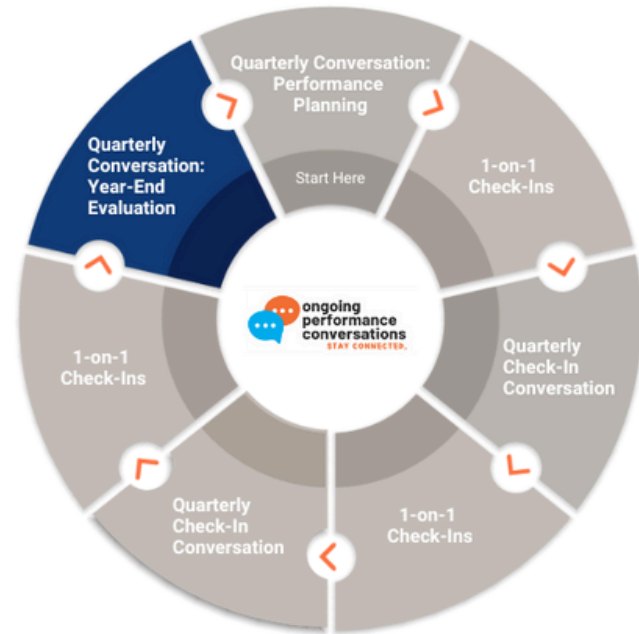 Quarterly Conversation:
Performance
Planning
Start Here
1-on-1
Check-Ins
Quarterly
Check-In
Conversation
1-on-1
Check-Ins
Quarterly
Check-In
Conversation
1-on-1
Check-Ins
Quarterly
Conversation:
Year-End
Evaluation
ongoing
performance
conversations
STAY CONNECTED.